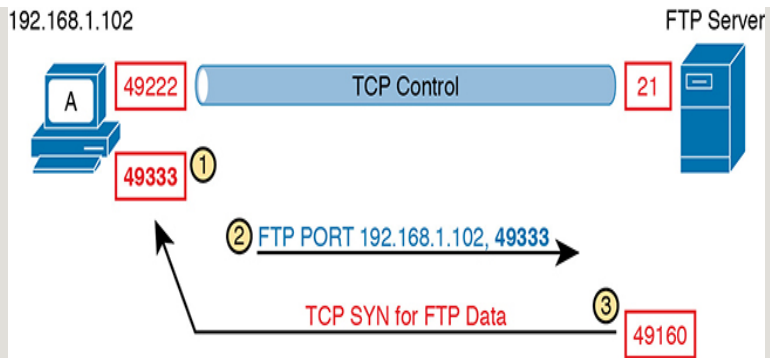 192.168.1.102
FTP Server
A
49222
TCP Control
21
49333
1
2 FTP PORT 192.168.1.102, 49333
3
TCP SYN for FTP Data
49160